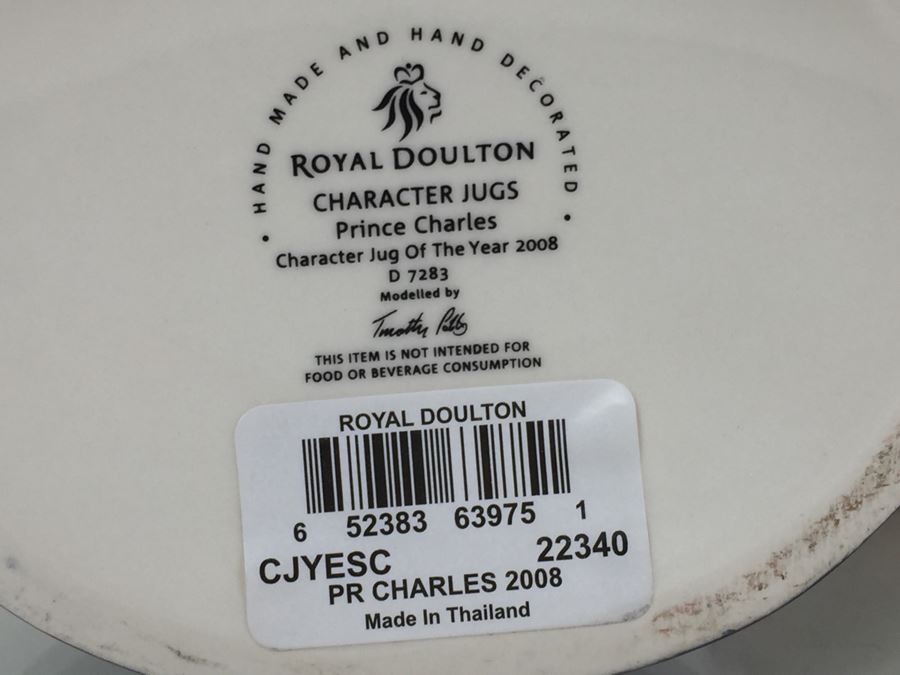 HAND MADE AND HAND DECORATED
ROYAL DOULTON
CHARACTER JUGS
Prince Charles
Character Jug Of The Year 2008
D 7283
Modelled by
Timothy Potts
THIS ITEM IS NOT INTENDED FOR
FOOD OR BEVERAGE CONSUMPTION
ROYAL DOULTON
6 52383 63975 1
CJYESC 22340
PR CHARLES 2008
Made In Thailand